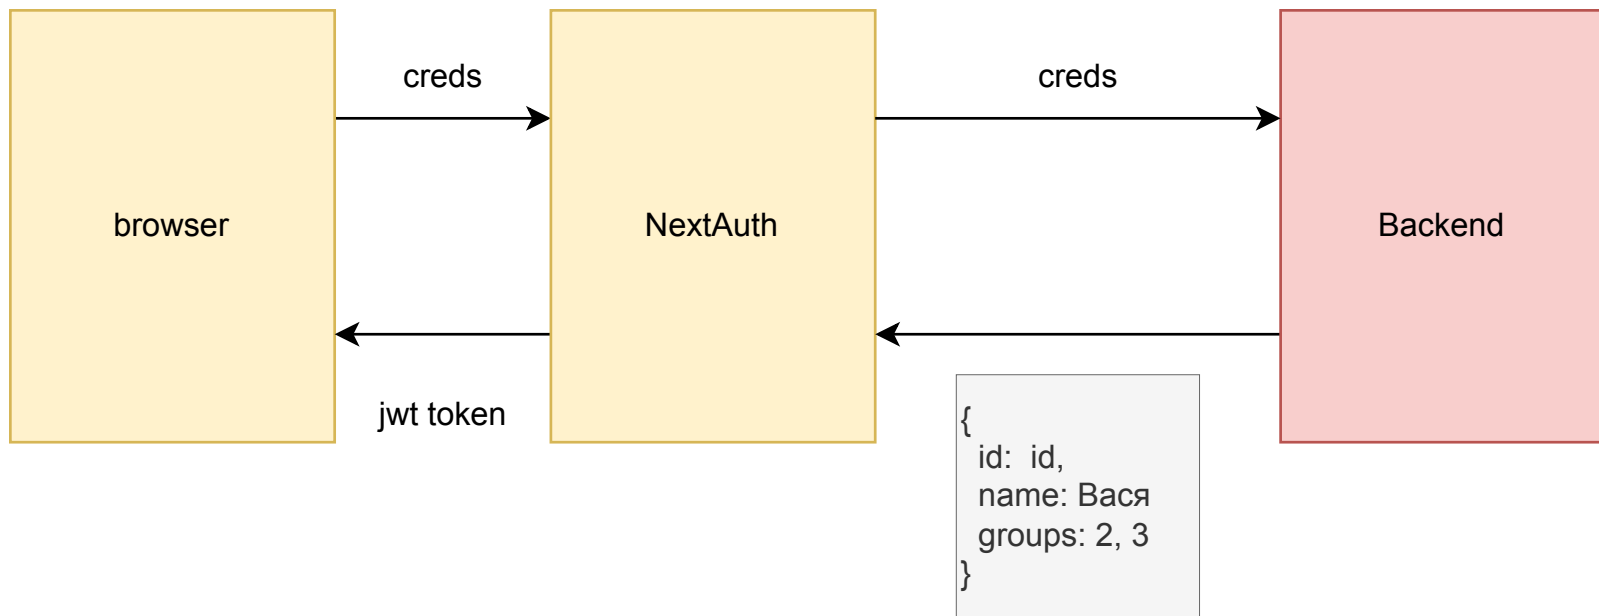 creds
creds
browser
NextAuth
Backend
jwt token
{
id:  id,
name: Вася
groups: 2, 3
}